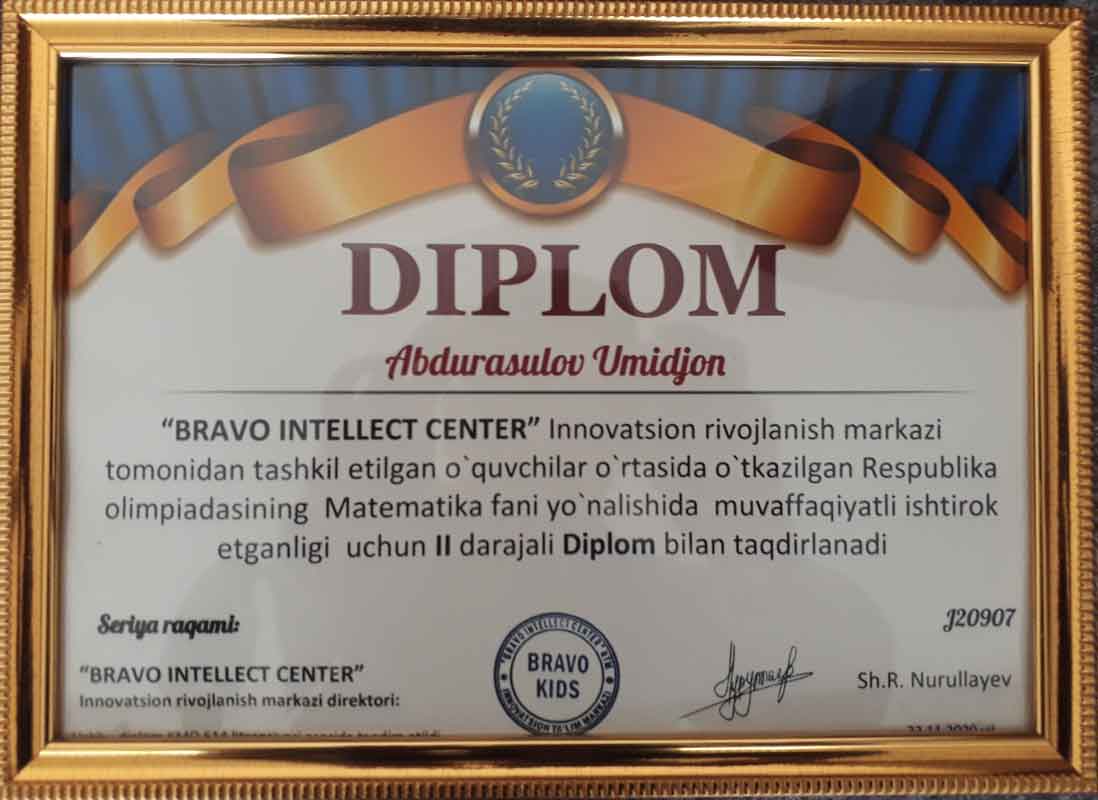 DIPLOM
Abdurasulov Umidjon
“BRAVO INTELLECT CENTER” Innovatsion rivojlanish markazi
tomonidan tashkil etilgan o`quvchilar o`rtasida o`tkazilgan Respublika
olimpiadasining Matematika fani yo`nalishida muvaffaqiyatli ishtirok
etganligi uchun II darajali Diplom bilan taqdirlanadi
Seriya raqami: J20907
“BRAVO INTELLECT CENTER”
Innovatsion rivojlanish markazi direktori:
"BRAVO INTELLECT CENTER" NTM
BRAVO
KIDS
INNOVATSION TA'LIM MARKAZI
Sh.R. Nurullayev